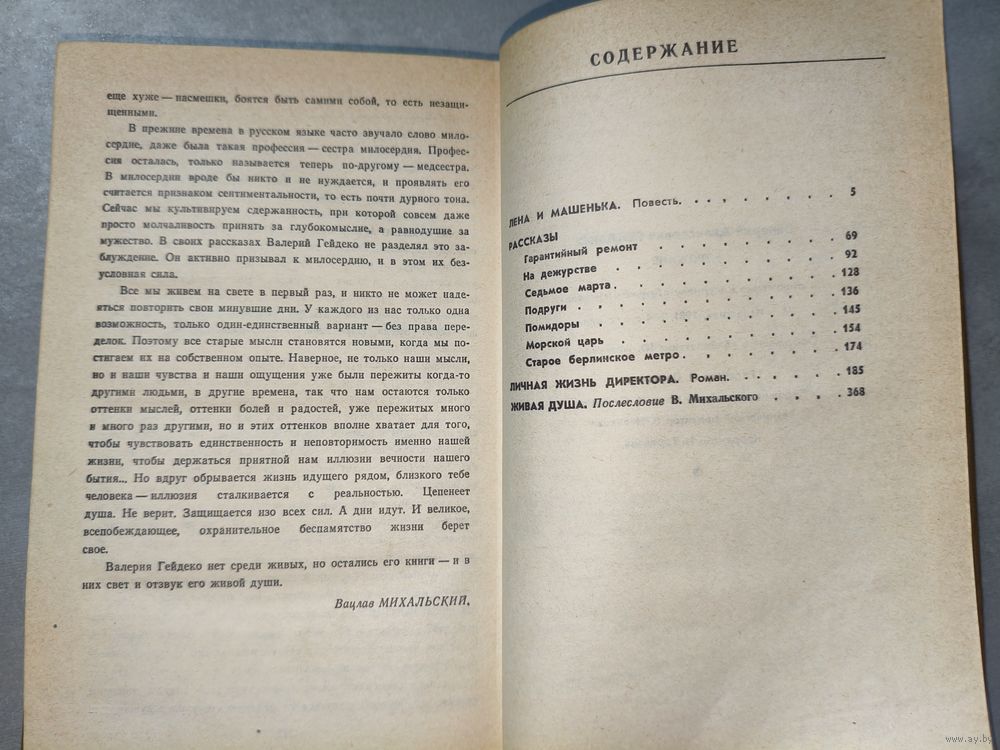 еще хуже — насмешки, боятся быть самими собой, то есть незащи-
щенными.
В прежние времена в русском языке часто звучало слово мило-
сердие, даже была такая профессия — сестра милосердия. Профес-
сия осталась, только называется теперь по-другому — медсестра.
В милосердии вроде бы никто и не нуждается, и проявлять его
считается признаком сентиментальности, то есть почти дурного тона.
Сейчас мы культивируем сдержанность, при которой совсем даже
просто молчаливость принять за глубокомыслие, а равнодушие за
мужество. В своих рассказах Валерий Гейдеко не разделял это за-
блуждение. Он активно призывал к милосердию, и в этом их без-
условная сила.
Все мы живем на свете в первый раз, и никто не может наде-
яться повторить свои минувшие дни. У каждого из нас только одна
возможность, только один-единственный вариант — без права пере-
делок. Поэтому все старые мысли становятся новыми, когда мы по-
стигаем их на собственном опыте. Наверное, не только наши мысли,
но и наши чувства и наши ощущения уже были пережиты когда-то
другими людьми, в другие времена, так что нам остаются только
оттенки мыслей, оттенки болей и радостей, уже пережитых много
и много раз другими, но и этих оттенков вполне хватает для того,
чтобы чувствовать единственность и неповторимость именно нашей
жизни, чтобы держаться приятной нам иллюзии вечности нашего
бытия... Но вдруг обрывается жизнь идущего рядом, близкого тебе
человека — иллюзия сталкивается с реальностью. Цепенеет
душа. Не верит. Защищается изо всех сил. А дни идут. И великое,
всепобеждающее, охранительное беспамятство жизни берет
свое.
Валерия Гейдеко нет среди живых, но остались его книги — и в
них свет и отзвук его живой души.
Вацлав МИХАЛЬСКИЙ.
СОДЕРЖАНИЕ
ЛЕНА И МАШЕНЬКА. Повесть. . . . . . . . 5
РАССКАЗЫ
Гарантийный ремонт . . . . . . . . 69
На дежурстве . . . . . . . . . 92
Седьмое марта . . . . . . . . . 128
Подруги . . . . . . . . . . 136
Помидоры . . . . . . . . . 145
Морской царь . . . . . . . . . 154
Старое берлинское метро . . . . . . . 174
ЛИЧНАЯ ЖИЗНЬ ДИРЕКТОРА. Роман. . . . . . 185
ЖИВАЯ ДУША. Послесловие В. Михальского . . . . 368
www.ay.by